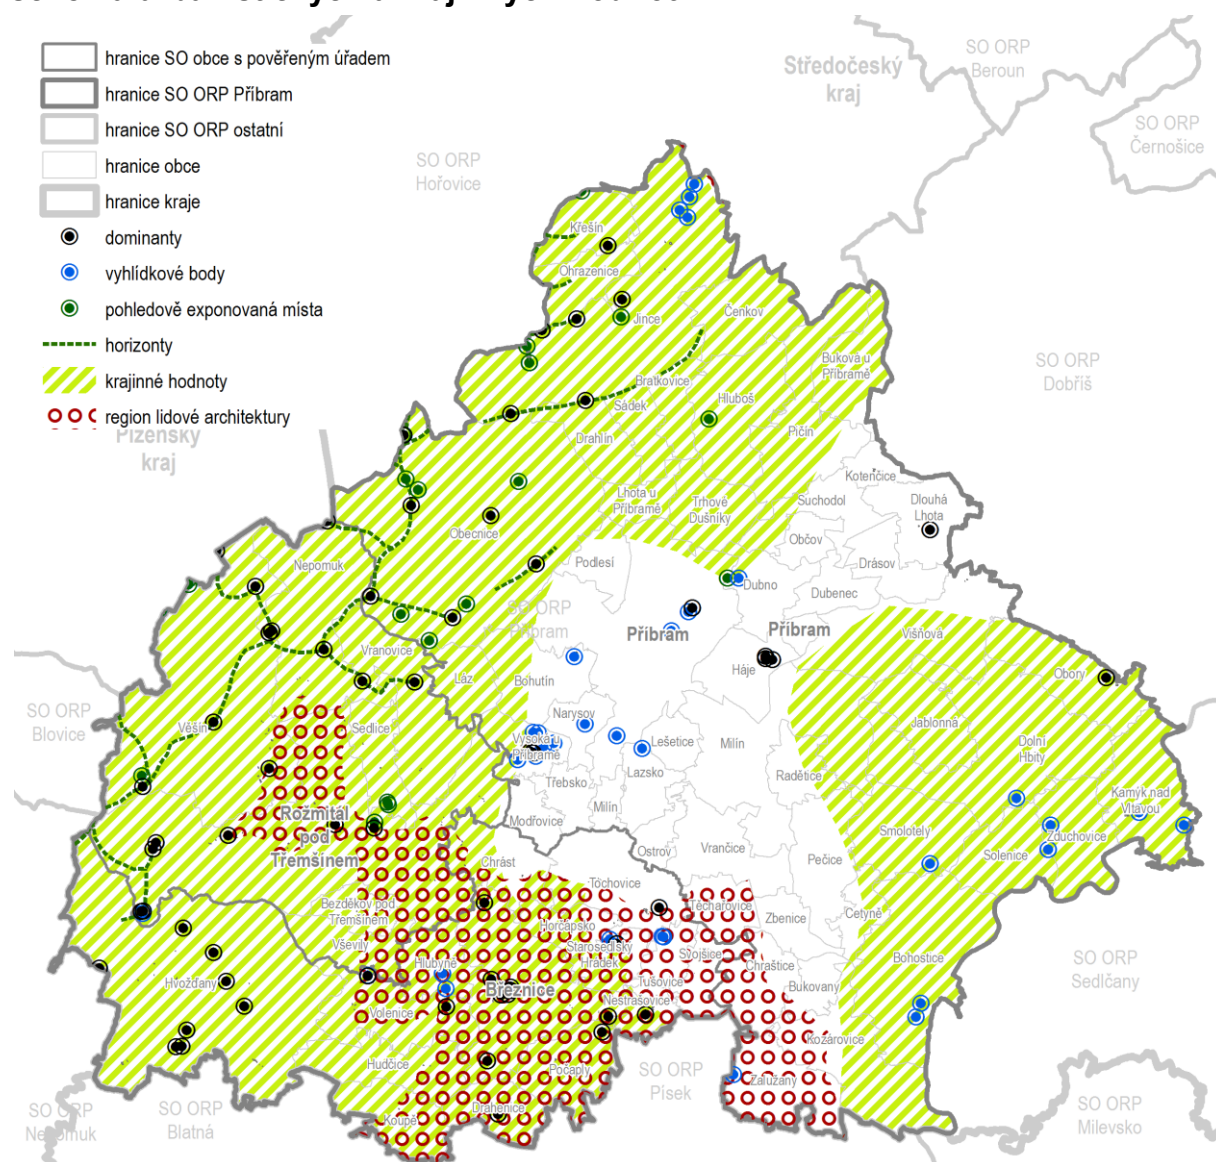 hranice SO obce s pověřeným úřadem
hranice SO ORP Příbram
hranice SO ORP ostatní
hranice obce
hranice kraje
dominanty
vyhlídkové body
pohledově exponovaná místa
horizonty
krajinné hodnoty
region lidové architektury
Plzeňský
kraj
Středočeský
kraj
SO ORP
Beroun
SO ORP
Černošice
SO ORP
Hořovice
SO ORP
Dobříš
Křešín
Ohrazenice
Jince
Čenkov
Bukova u
Příbramě
Bratkovice
Hluboš
Sádek
Pičín
Drahlín
Kotenčice
Lhota u
Příbramě
Trhové
Dušníky
Suchodol
Dlouhá
Lhota
Obecnice
Občov
Podlesí
Drásov
Nepomuk
Dubno
Dubenec
SO ORP
Příbram
Příbram
Příbram
Višňová
Vranovice
Láz
Bohutín
Háje
Obory
SO ORP
Blovice
Věšín
Sedlice
Narysov
Jablonná
Vysoká u
Příbramě
Lešetice
Milín
Dolní
Hbity
Třebsko
Lazsko
Radětice
Kamýk nad
Vltavou
Rožmitál
pod
Třemšínem
Modřovice
Milín
Smolotely
Zduchovice
Chrást
Ostrov
Vrančice
Pečice
Solenice
Tochovice
Bezděkov pod
Třemšínem
Horčápsko
Těchařovice
Zbenice
Cetyně
Vševily
Starosedlský
Hrádek
Svojšice
Bohostice
SO ORP
Sedlčany
Hlubyně
Chraštice
Hvožďany
Březnice
Tušovice
Bukovany
Volenice
Nestrašovice
Kozárovice
Hudčice
Počaply
SO ORP
Písek
Zalužany
SO ORP
Nepomuk
SO ORP
Blatná
Koupě
Drahenice
SO ORP
Milevsko